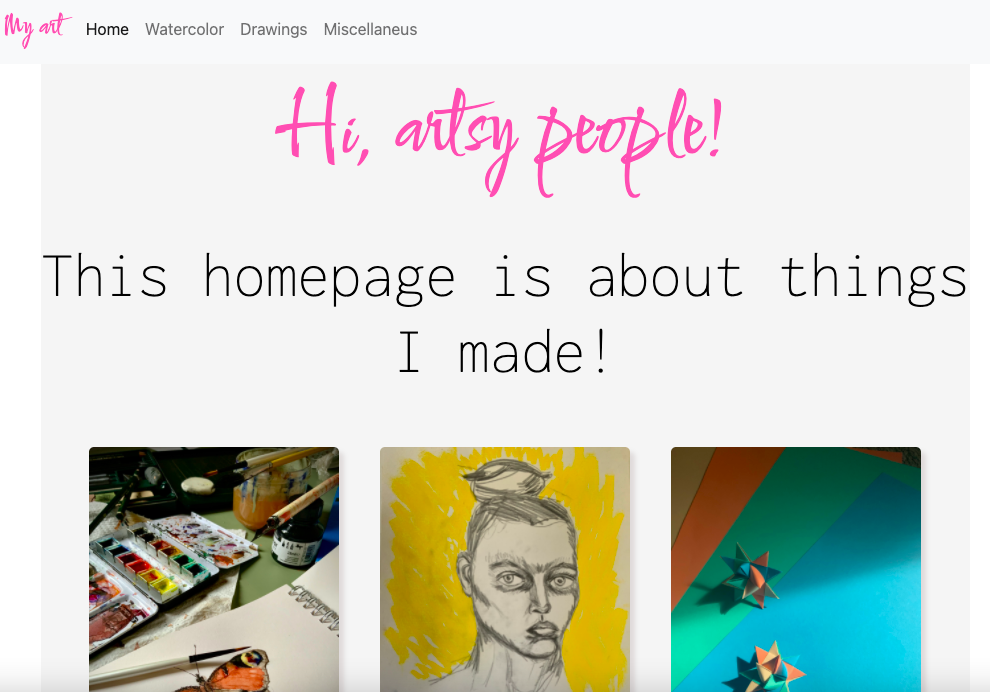 My art Home Watercolor Drawings Miscellaneus
Hi, artsy people!
This homepage is about things
I made!